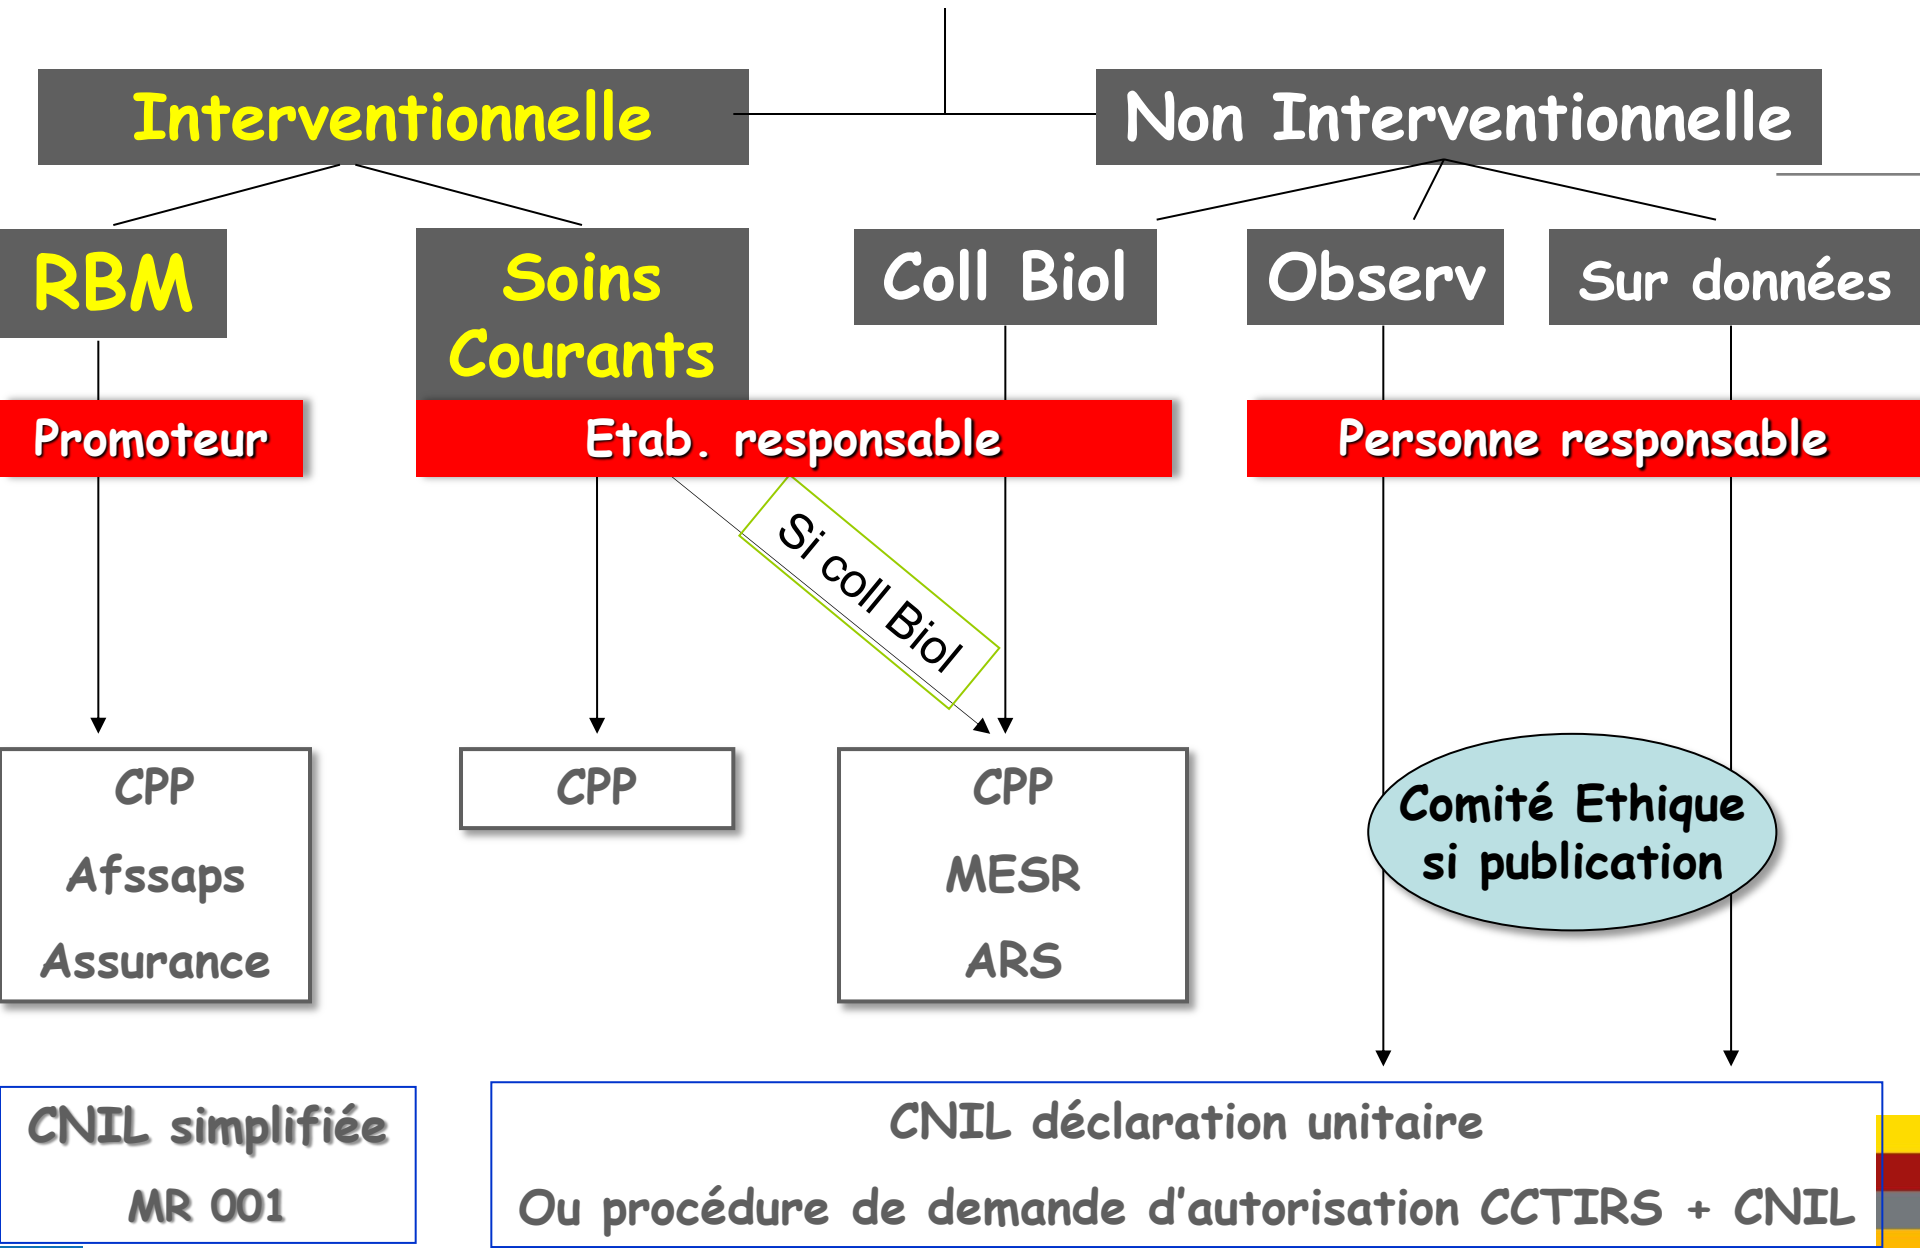 Interventionnelle
Non Interventionnelle
RBM
Soins
Courants
Coll Biol
Observ
Sur données
Promoteur
Etab. responsable
Personne responsable
Si coll Biol
CPP
Afssaps
Assurance
CPP
CPP
MESR
ARS
Comité Ethique
si publication
CNIL simplifiée
MR 001
CNIL déclaration unitaire
Ou procédure de demande d’autorisation CCTIRS + CNIL